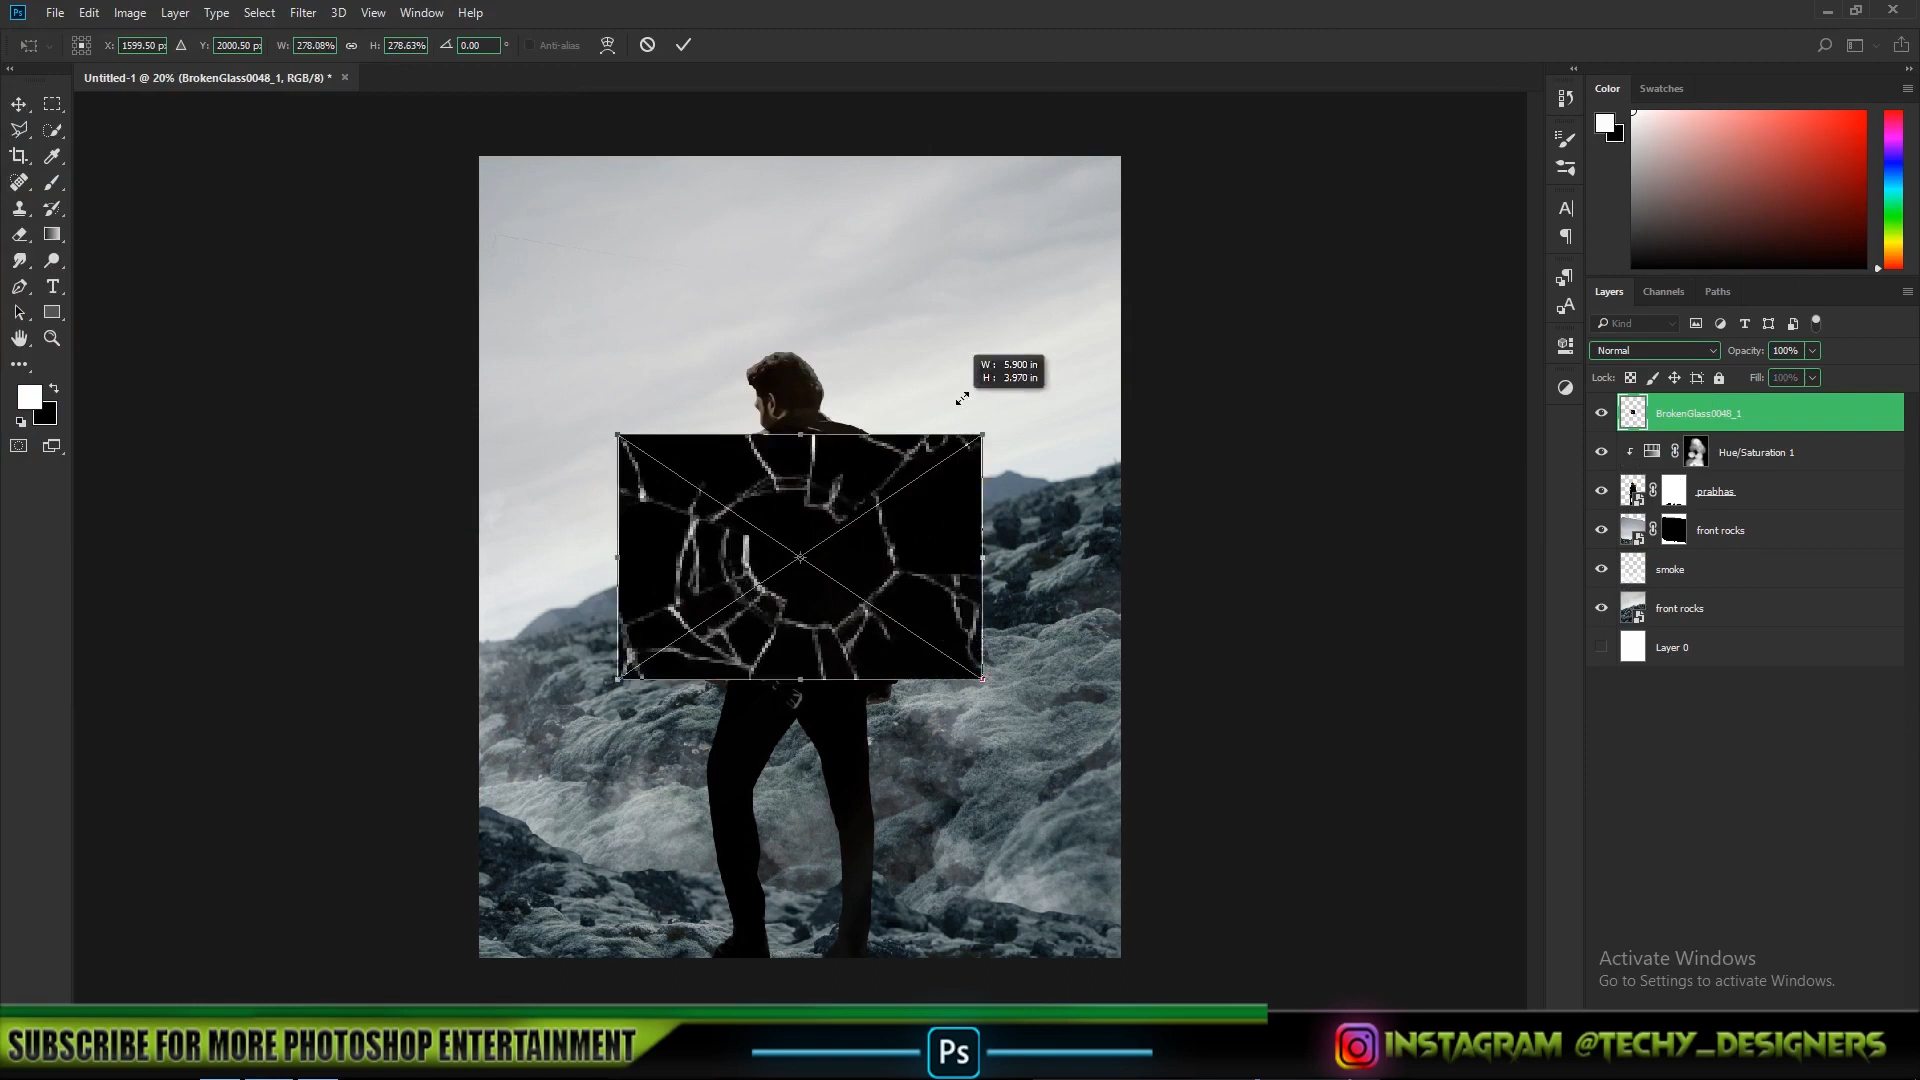 Ps File Edit Image Layer Type Select Filter 3D View Window Help
X: 1599.50 px Y: 2000.50 px W: 278.08% H: 278.63% 0.00 ° Anti-alias
Untitled-1 @ 20% (BrokenGlass0048_1, RGB/8) * ×
Color Swatches
Layers Channels Paths
Kind
Normal Opacity: 100%
Lock: Fill: 100%
BrokenGlass0048_1
Hue/Saturation 1
prabhas
front rocks
smoke
front rocks
Layer 0
W : 5.900 in
H : 3.970 in
Activate Windows
Go to Settings to activate Windows.
SUBSCRIBE FOR MORE PHOTOSHOP ENTERTAINMENT
Ps
INSTAGRAM @TECHY_DESIGNERS